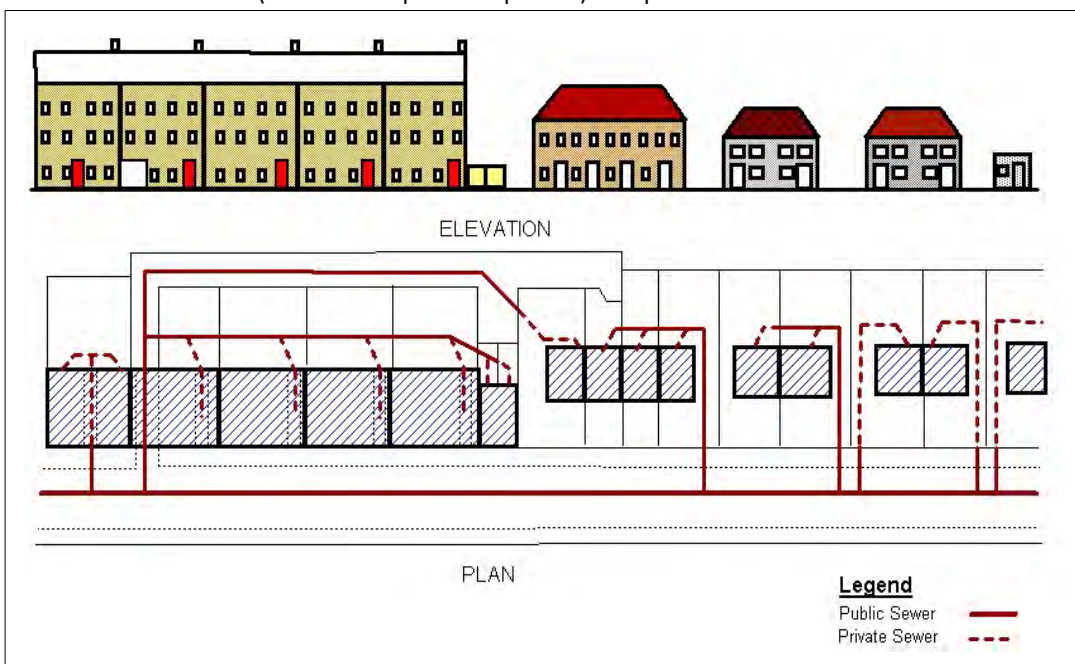 ELEVATION
PLAN
Legend
Public Sewer
Private Sewer